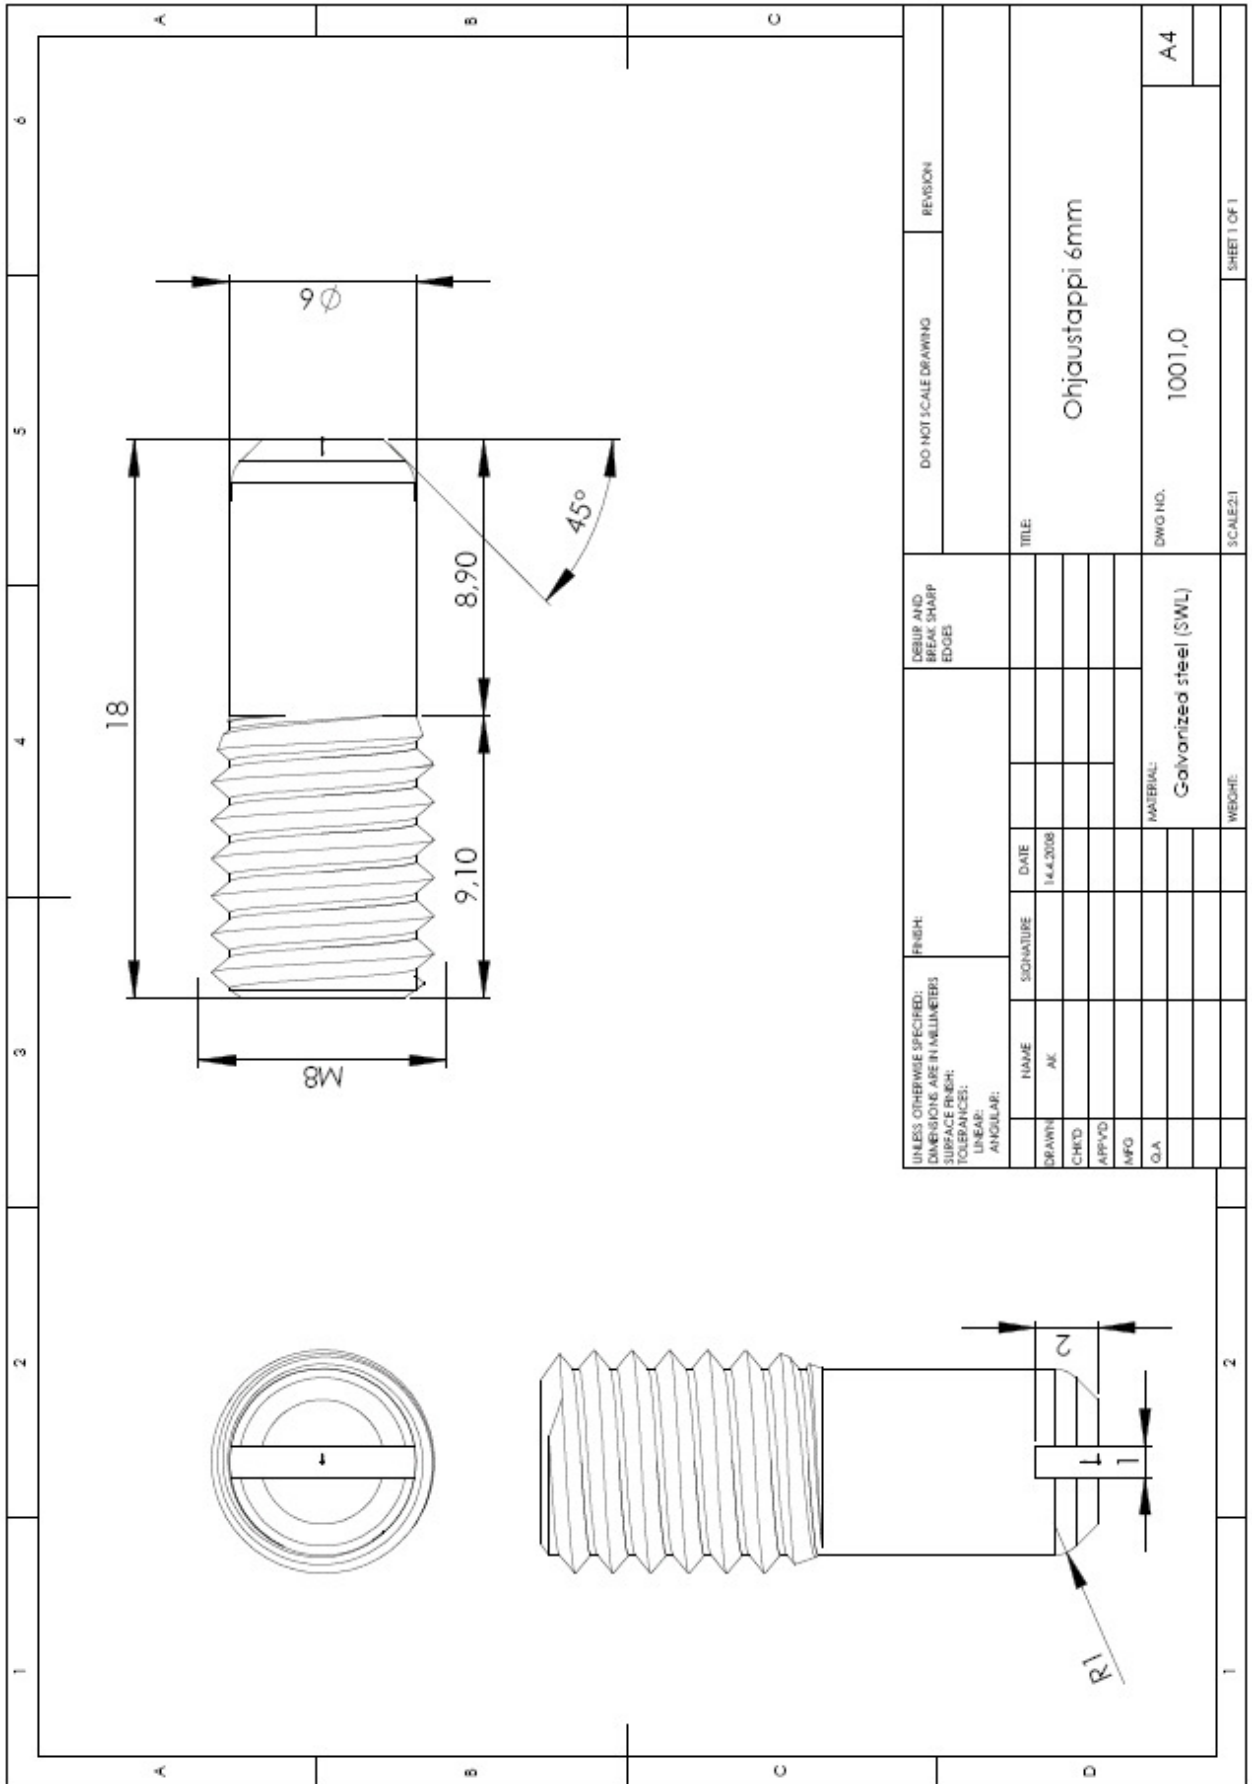 6
5
4
3
2
1
A
B
C
A
B
C
D
2
1
18
M8
9,10
8,90
45°
⌀ 6
2
1
R1
UNLESS OTHERWISE SPECIFIED:
DIMENSIONS ARE IN MILLIMETERS
SURFACE FINISH:
TOLERANCES:
LINEAR:
ANGULAR:
FINISH:
DEBUR AND
BREAK SHARP
EDGES
DO NOT SCALE DRAWING
REVISION
NAME
SIGNATURE
DATE
DRAWN
AK
14.4.2008
CHK'D
APPV'D
MFG
Q.A
TITLE:
Ohjaustappi 6mm
MATERIAL:
Galvanized steel (SWL)
DWG NO.
1001,0
A4
WEIGHT:
SCALE:2:1
SHEET 1 OF 1